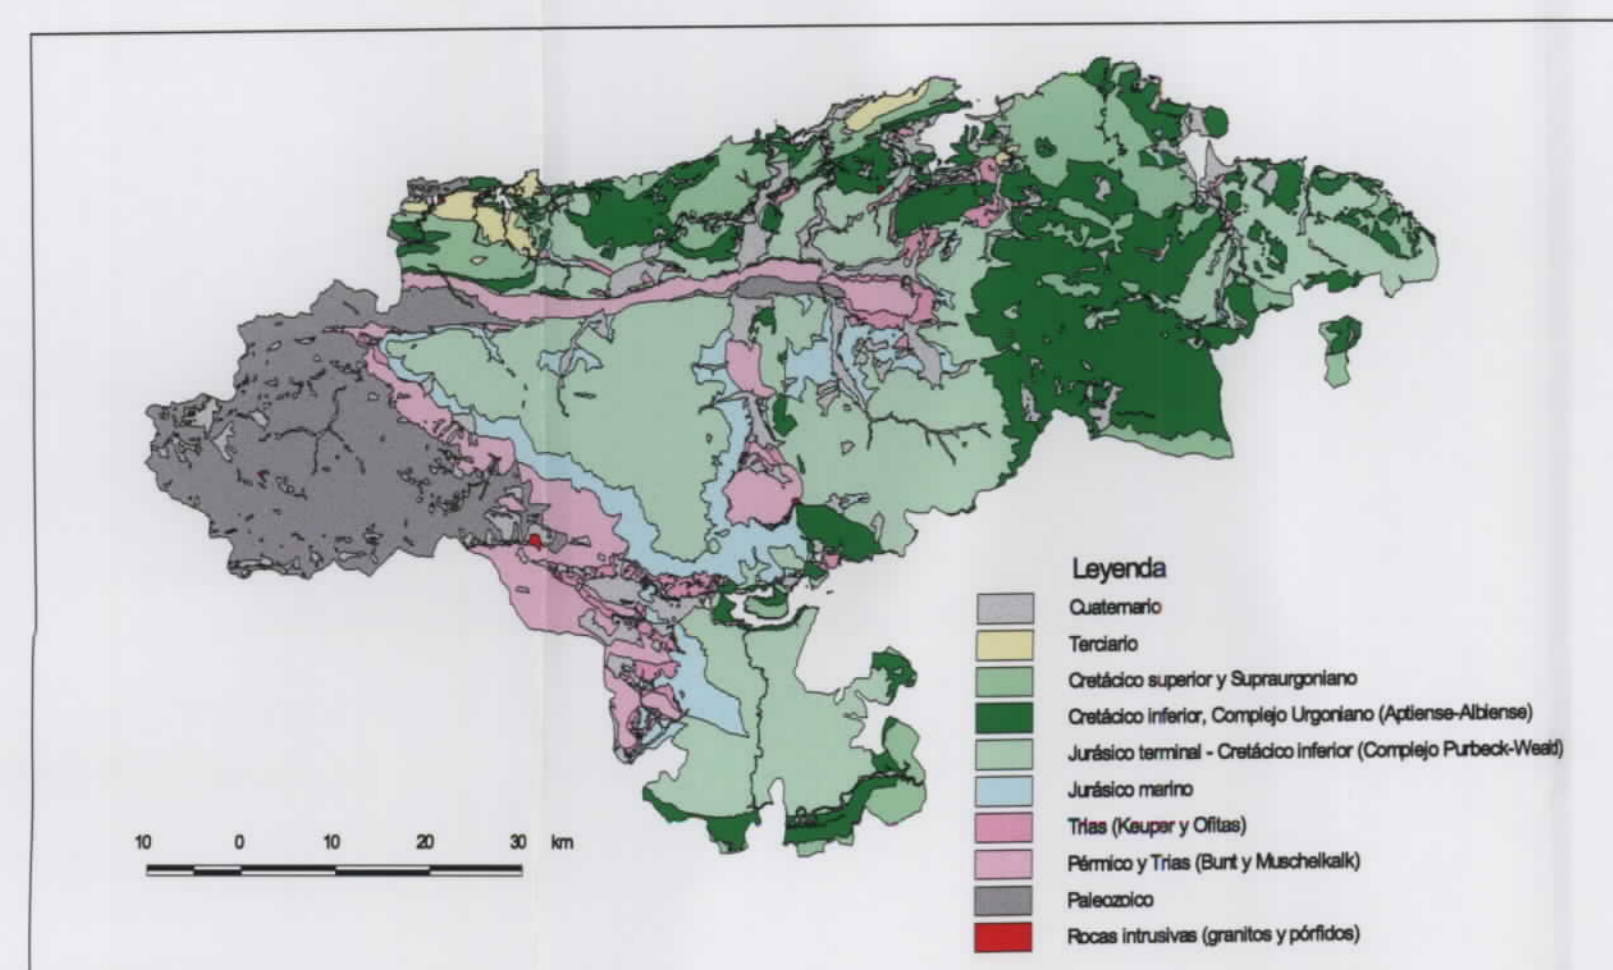 Leyenda
Cuaternario
Terciario
Cretácico superior y Supraurgoniano
Cretácico inferior, Complejo Urgoniano (Aptiense-Albiense)
Jurásico terminal - Cretácico inferior (Complejo Purbeck-Weald)
Jurásico marino
Trias (Keuper y Ofitas)
Pérmico y Trias (Bunt y Muschelkalk)
Paleozoico
Rocas intrusivas (granitos y pórfidos)
10 0 10 20 30 km